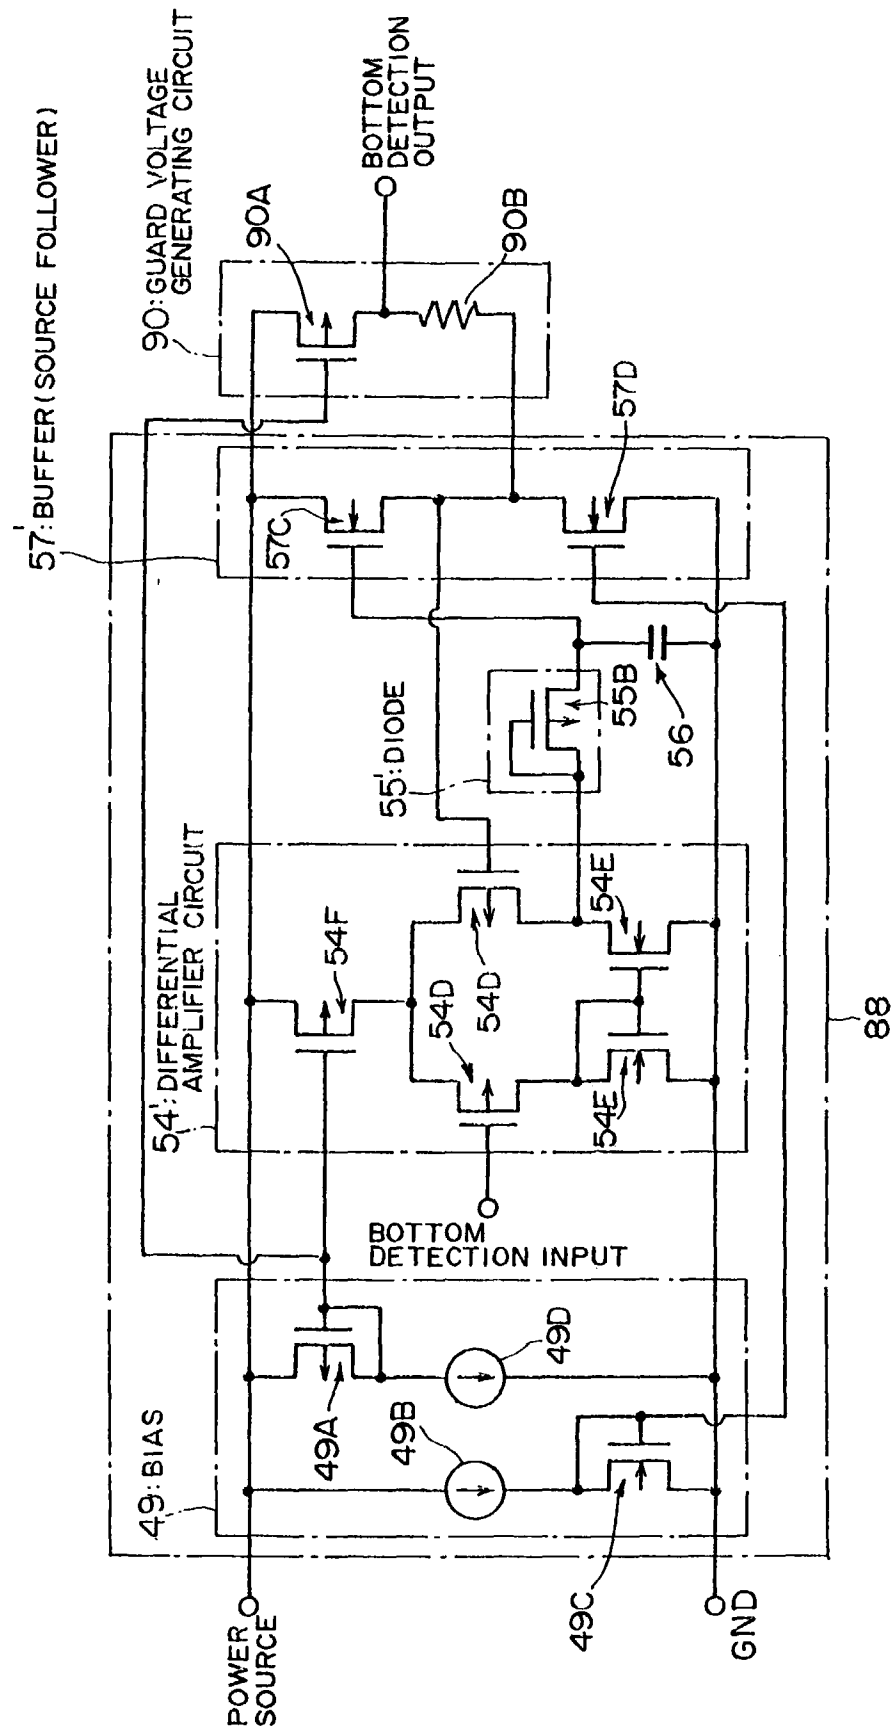 57': BUFFER (SOURCE FOLLOWER)
90: GUARD VOLTAGE
GENERATING CIRCUIT
90A
BOTTOM
DETECTION
OUTPUT
90B
57C
57D
55': DIODE
55B
56
54': DIFFERENTIAL
AMPLIFIER CIRCUIT
54F
54D
54D
54E
54E
88
BOTTOM
DETECTION INPUT
49: BIAS
49A
49B
49D
49C
POWER
SOURCE
GND